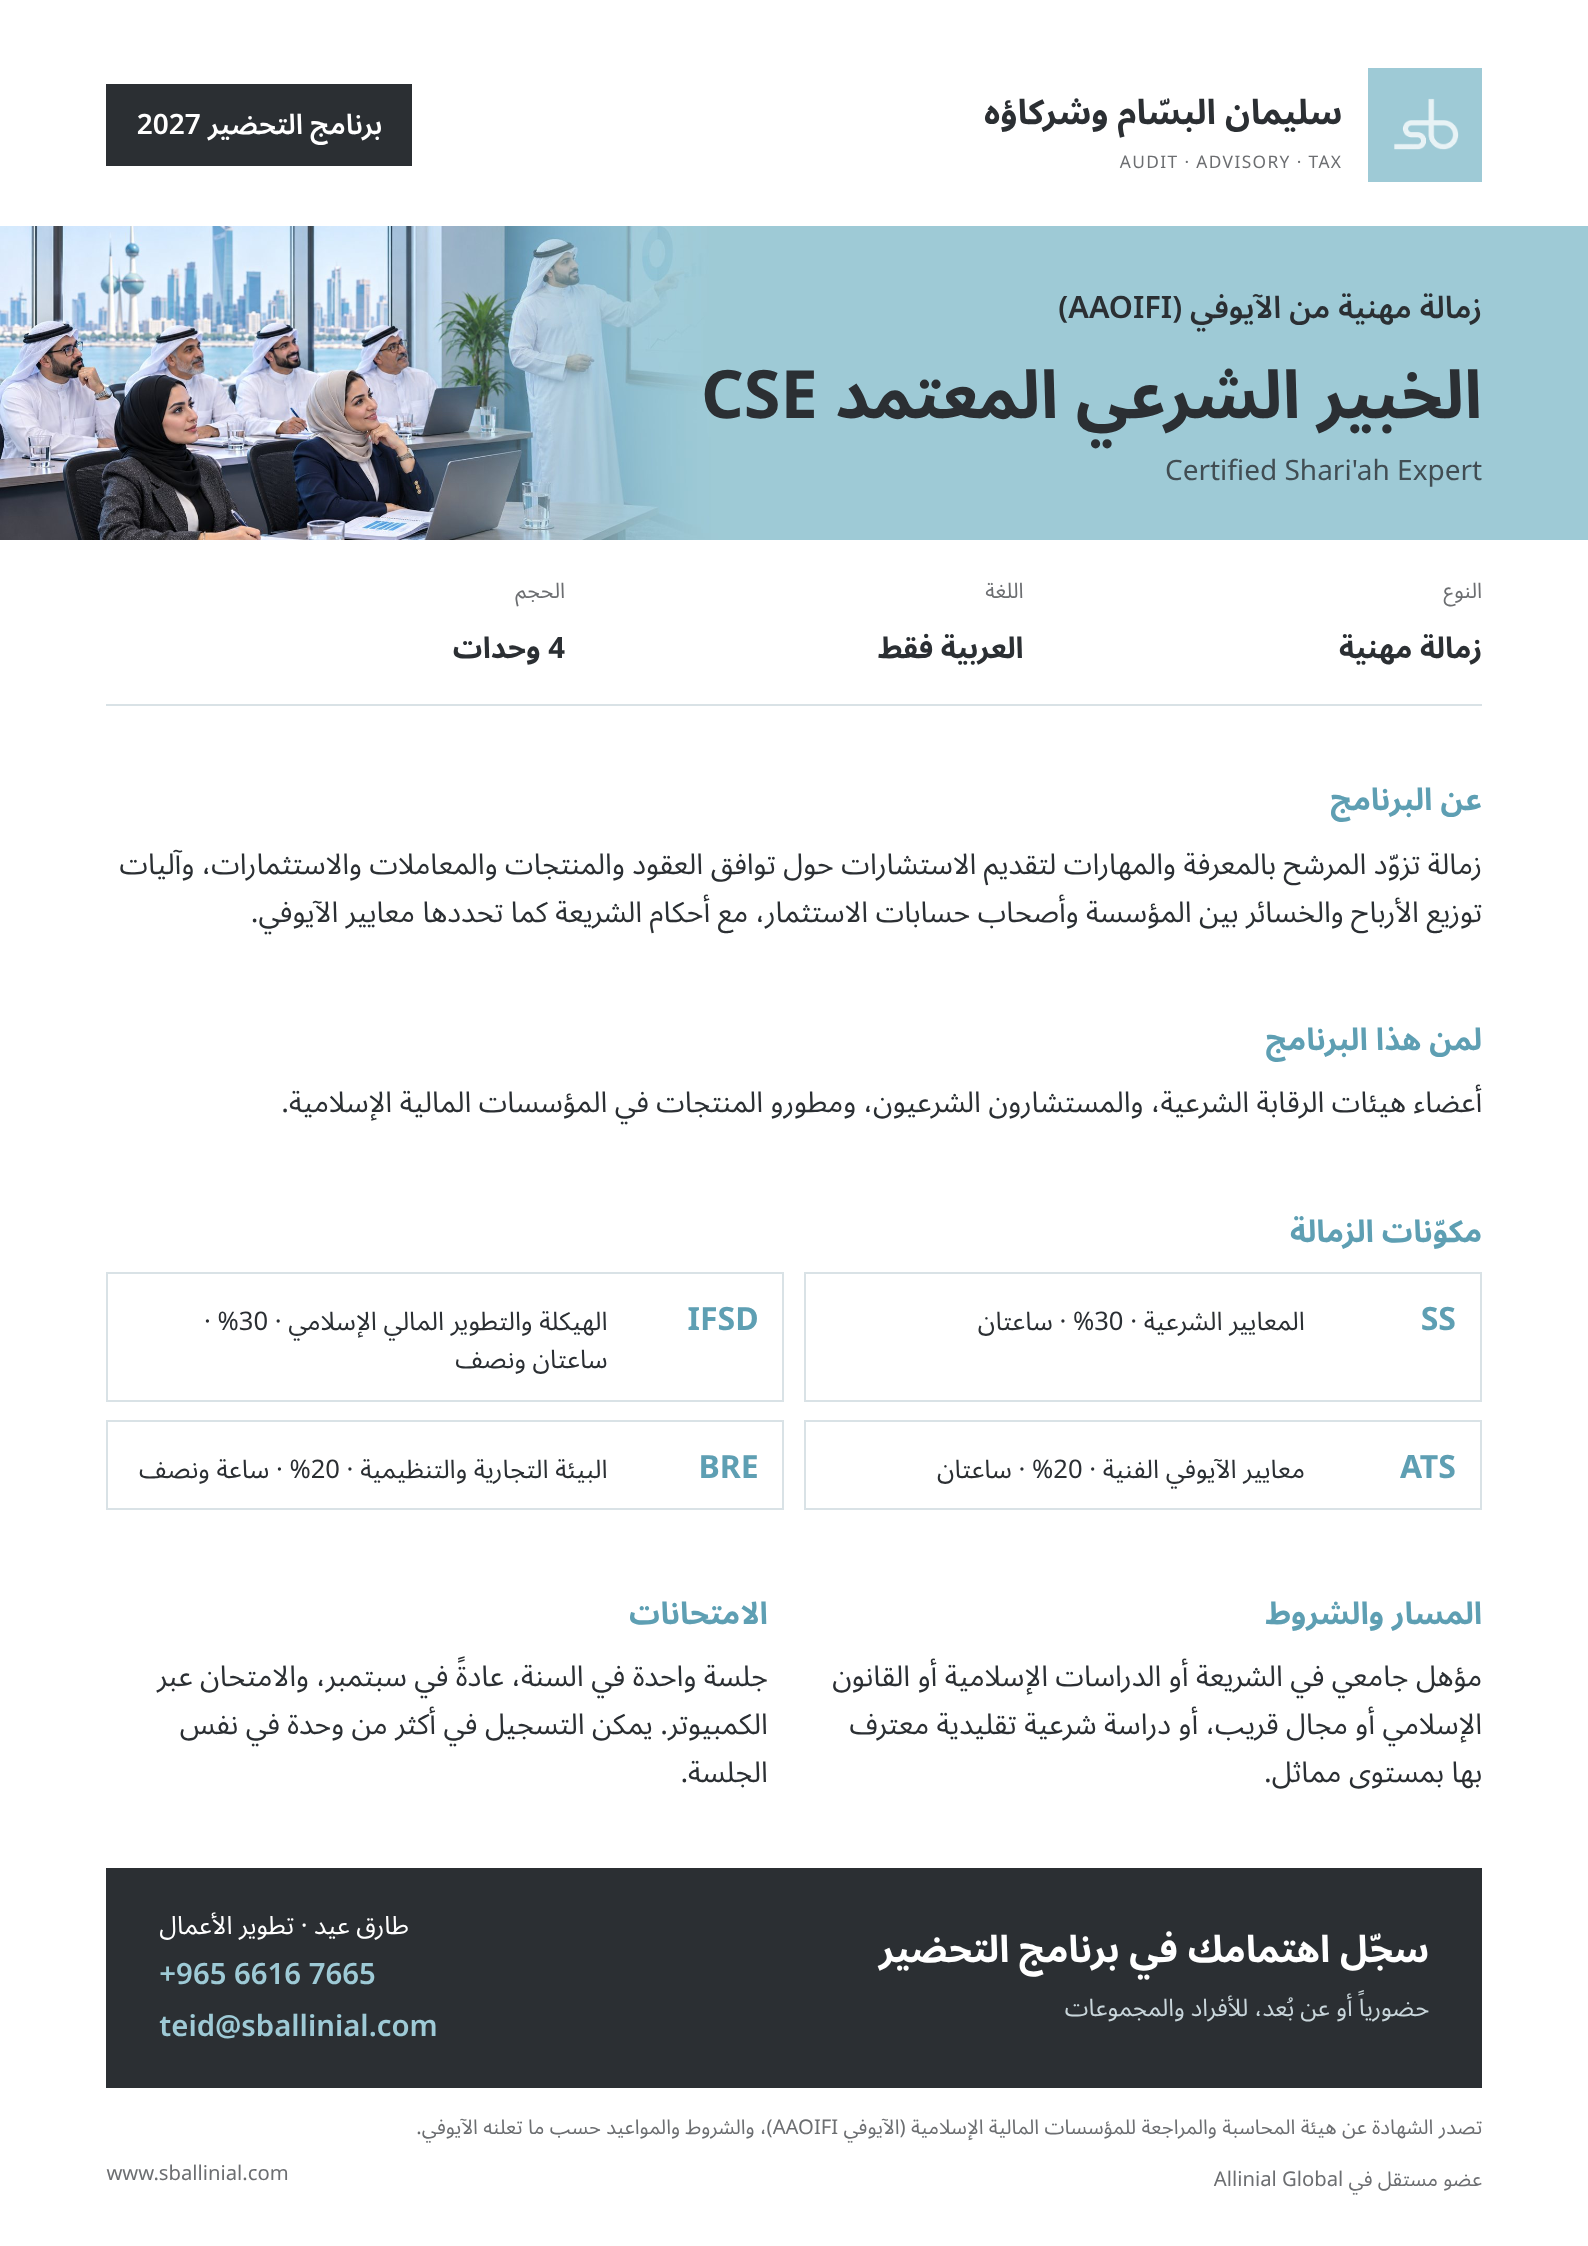 سليمان البسّام وشركاؤه
AUDIT · ADVISORY · TAX
sb
برنامج التحضير 2027
زمالة مهنية من الآيوفي (AAOIFI)
الخبير الشرعي المعتمد CSE
Certified Shari'ah Expert
النوع
زمالة مهنية
اللغة
العربية فقط
الحجم
4 وحدات
عن البرنامج
زمالة تزوّد المرشح بالمعرفة والمهارات لتقديم الاستشارات حول توافق العقود والمنتجات والمعاملات والاستثمارات، وآليات
توزيع الأرباح والخسائر بين المؤسسة وأصحاب حسابات الاستثمار، مع أحكام الشريعة كما تحددها معايير الآيوفي.
لمن هذا البرنامج
أعضاء هيئات الرقابة الشرعية، والمستشارون الشرعيون، ومطورو المنتجات في المؤسسات المالية الإسلامية.
مكوّنات الزمالة
SS
المعايير الشرعية · 30% · ساعتان
IFSD
الهيكلة والتطوير المالي الإسلامي · 30% ·
ساعتان ونصف
ATS
معايير الآيوفي الفنية · 20% · ساعتان
BRE
البيئة التجارية والتنظيمية · 20% · ساعة ونصف
المسار والشروط
مؤهل جامعي في الشريعة أو الدراسات الإسلامية أو القانون
الإسلامي أو مجال قريب، أو دراسة شرعية تقليدية معترف
بها بمستوى مماثل.
الامتحانات
جلسة واحدة في السنة، عادةً في سبتمبر، والامتحان عبر
الكمبيوتر. يمكن التسجيل في أكثر من وحدة في نفس
الجلسة.
سجّل اهتمامك في برنامج التحضير
حضورياً أو عن بُعد، للأفراد والمجموعات
طارق عيد · تطوير الأعمال
+965 6616 7665
teid@sballinial.com
تصدر الشهادة عن هيئة المحاسبة والمراجعة للمؤسسات المالية الإسلامية (الآيوفي AAOIFI)، والشروط والمواعيد حسب ما تعلنه الآيوفي.
عضو مستقل في Allinial Global
www.sballinial.com